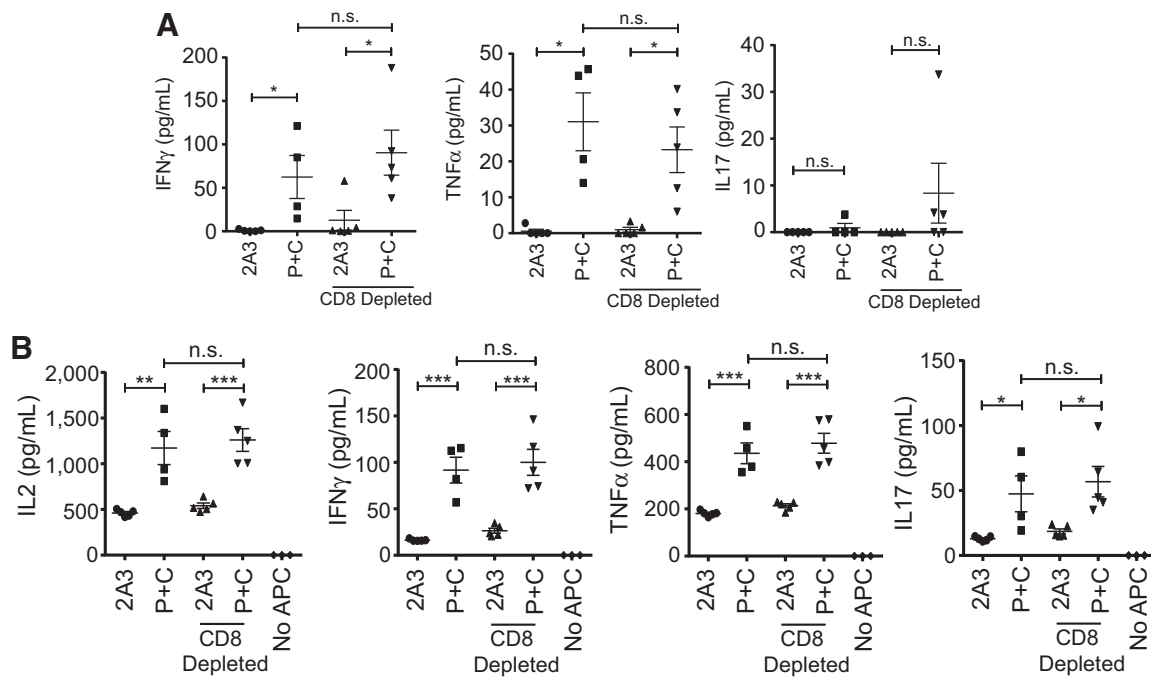 A
n.s.
*
*
200
150
100
50
0
IFNγ (pg/mL)
2A3
P+C
2A3
P+C
CD8 Depleted
n.s.
*
*
50
40
30
20
10
0
TNFα (pg/mL)
2A3
P+C
2A3
P+C
CD8 Depleted
n.s.
n.s.
40
30
20
10
0
IL17 (pg/mL)
2A3
P+C
2A3
P+C
CD8 Depleted
B
n.s.
**
***
2,000
1,500
1,000
500
0
IL2 (pg/mL)
2A3
P+C
2A3
P+C
No APC
CD8
Depleted
n.s.
***
***
200
150
100
50
0
IFNγ (pg/mL)
2A3
P+C
2A3
P+C
No APC
CD8
Depleted
n.s.
***
***
800
600
400
200
0
TNFα (pg/mL)
2A3
P+C
2A3
P+C
No APC
CD8
Depleted
n.s.
*
*
150
100
50
0
IL17 (pg/mL)
2A3
P+C
2A3
P+C
No APC
CD8
Depleted